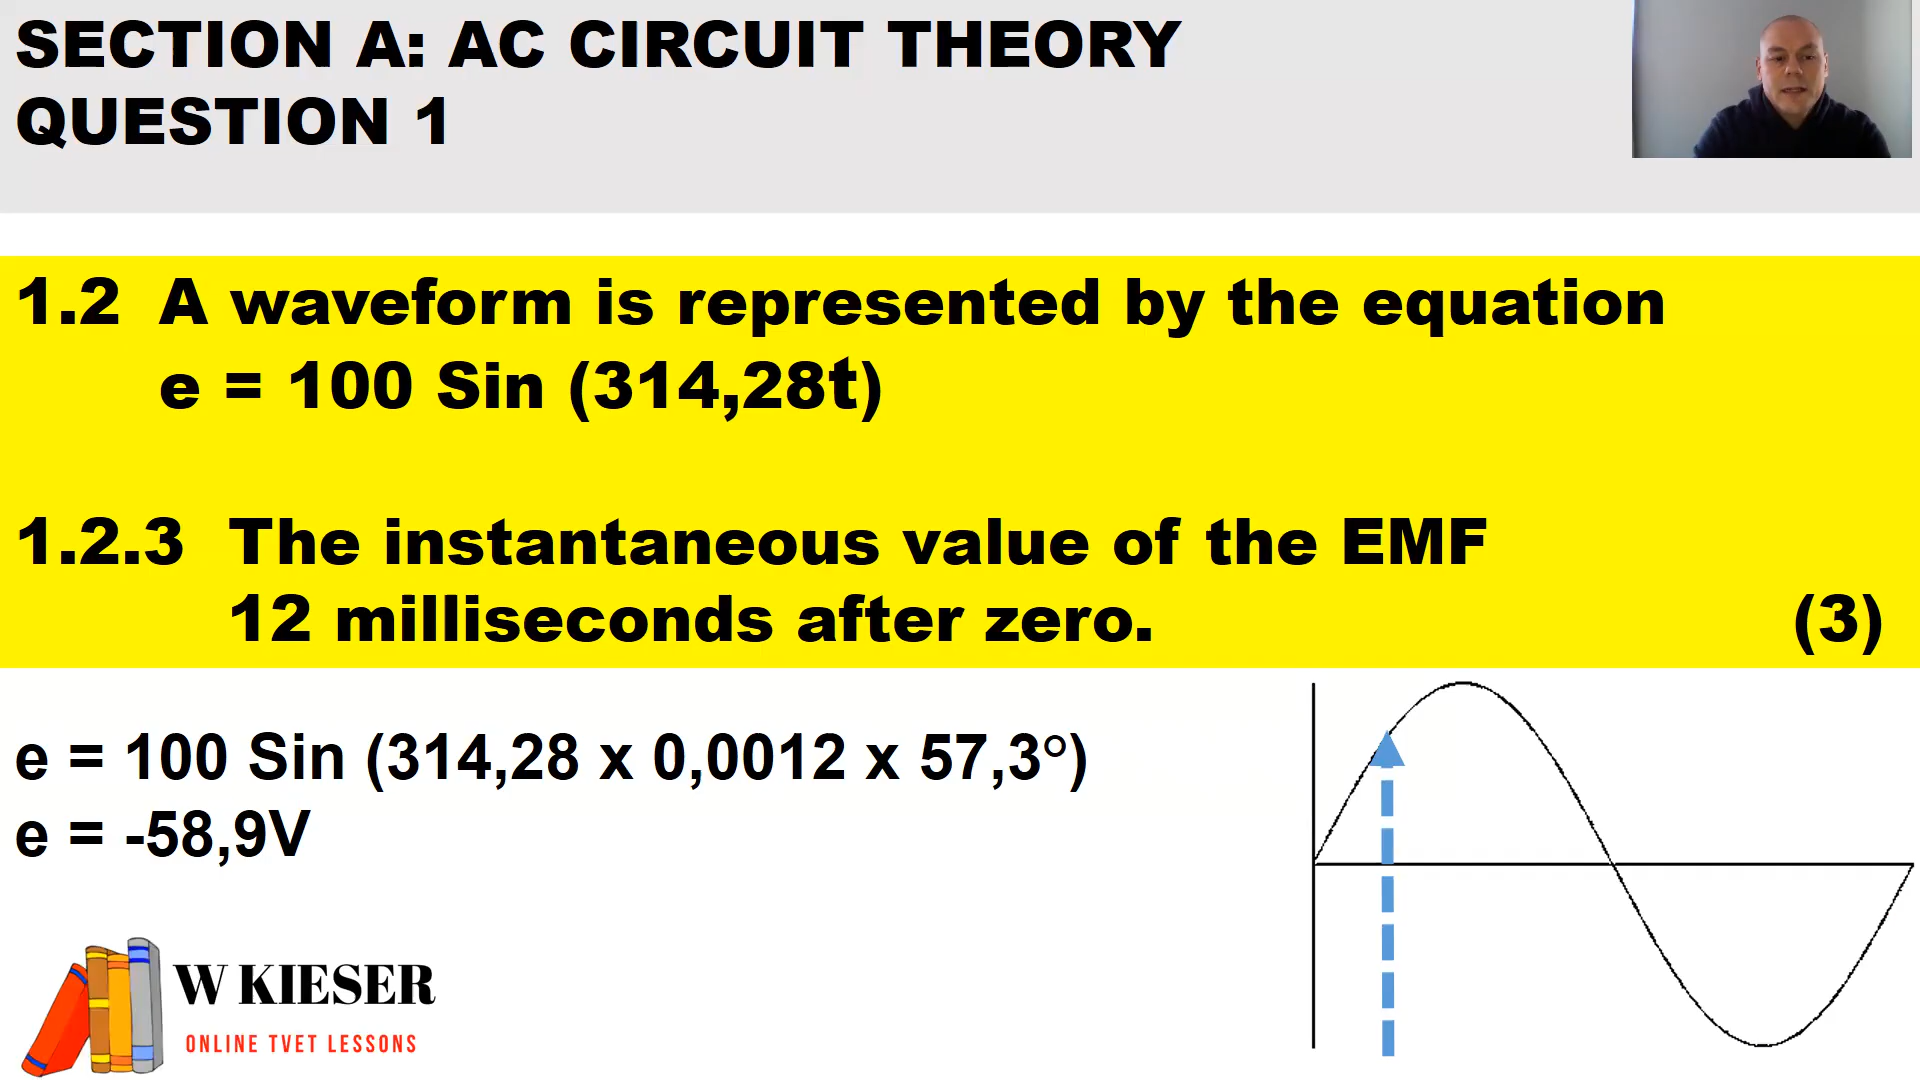 SECTION A: AC CIRCUIT THEORY
QUESTION 1
1.2 A waveform is represented by the equation
e = 100 Sin (314,28t)
1.2.3 The instantaneous value of the EMF
12 milliseconds after zero. (3)
e = 100 Sin (314,28 x 0,0012 x 57,3°)
e = -58,9V
W KIESER
ONLINE TVET LESSONS